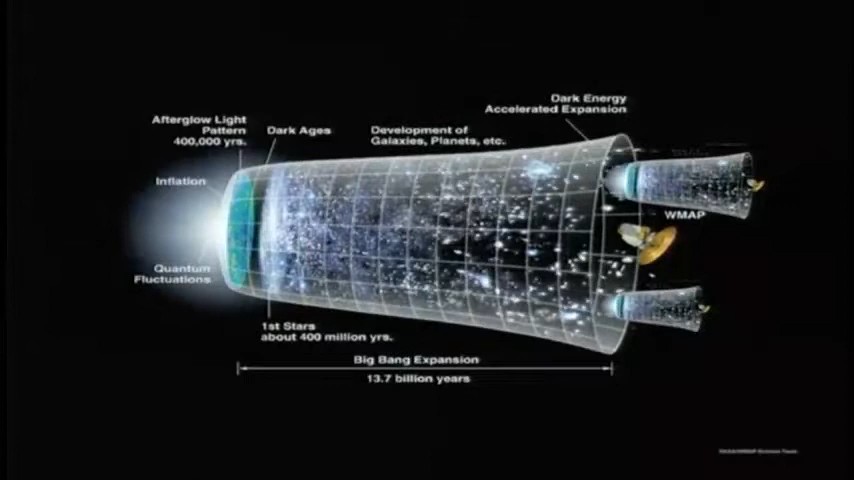 Dark Energy
Accelerated Expansion
Afterglow Light
Pattern
400,000 yrs.
Dark Ages
Development of
Galaxies, Planets, etc.
Inflation
WMAP
Quantum
Fluctuations
1st Stars
about 400 million yrs.
Big Bang Expansion
13.7 billion years